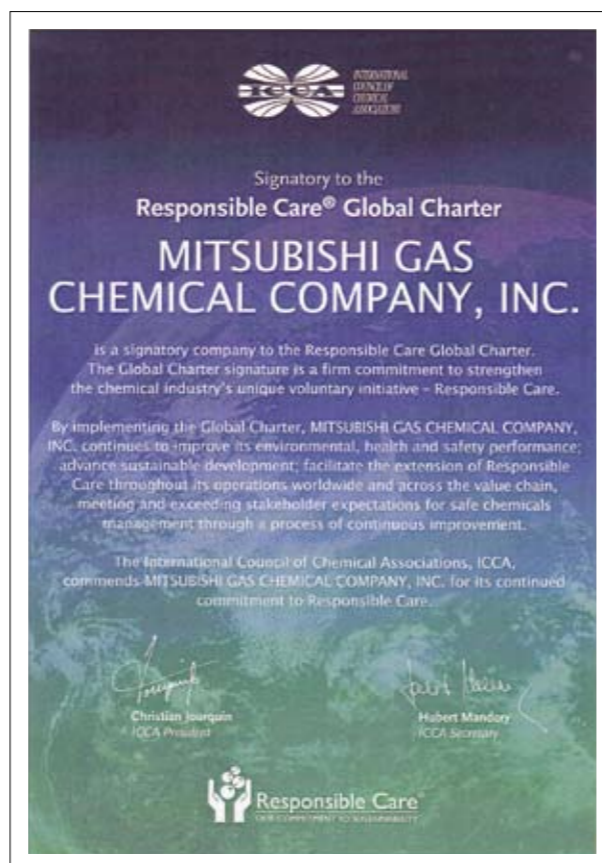 ICCA
INTERNATIONAL
COUNCIL OF
CHEMICAL
ASSOCIATIONS
Signatory to the
Responsible Care® Global Charter
MITSUBISHI GAS
CHEMICAL COMPANY, INC.
is a signatory company to the Responsible Care Global Charter.
The Global Charter signature is a firm commitment to strengthen
the chemical industry's unique voluntary initiative – Responsible Care.
By implementing the Global Charter, MITSUBISHI GAS CHEMICAL COMPANY,
INC. continues to improve its environmental, health and safety performance;
advance sustainable development; facilitate the extension of Responsible
Care throughout its operations worldwide and across the value chain,
meeting and exceeding stakeholder expectations for safe chemicals
management through a process of continuous improvement.
The International Council of Chemical Associations, ICCA,
commends MITSUBISHI GAS CHEMICAL COMPANY, INC. for its continued
commitment to Responsible Care.
Christian Jourquin
ICCA President
Hubert Mandery
ICCA Secretary
Responsible Care®
OUR COMMITMENT TO SUSTAINABILITY